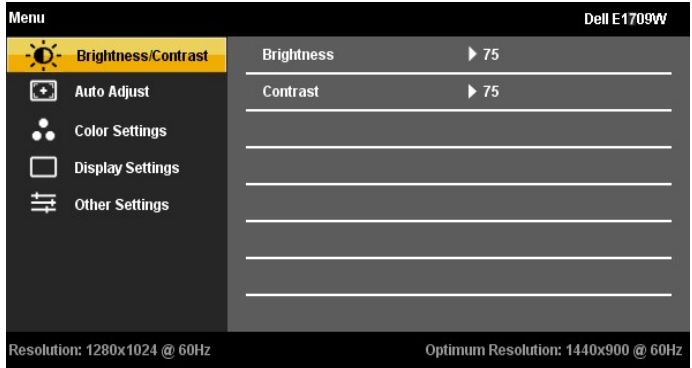 Menu Dell E1709W
Brightness/Contrast Brightness 75
Auto Adjust Contrast 75
Color Settings
Display Settings
Other Settings
Resolution: 1280x1024 @ 60Hz Optimum Resolution: 1440x900 @ 60Hz